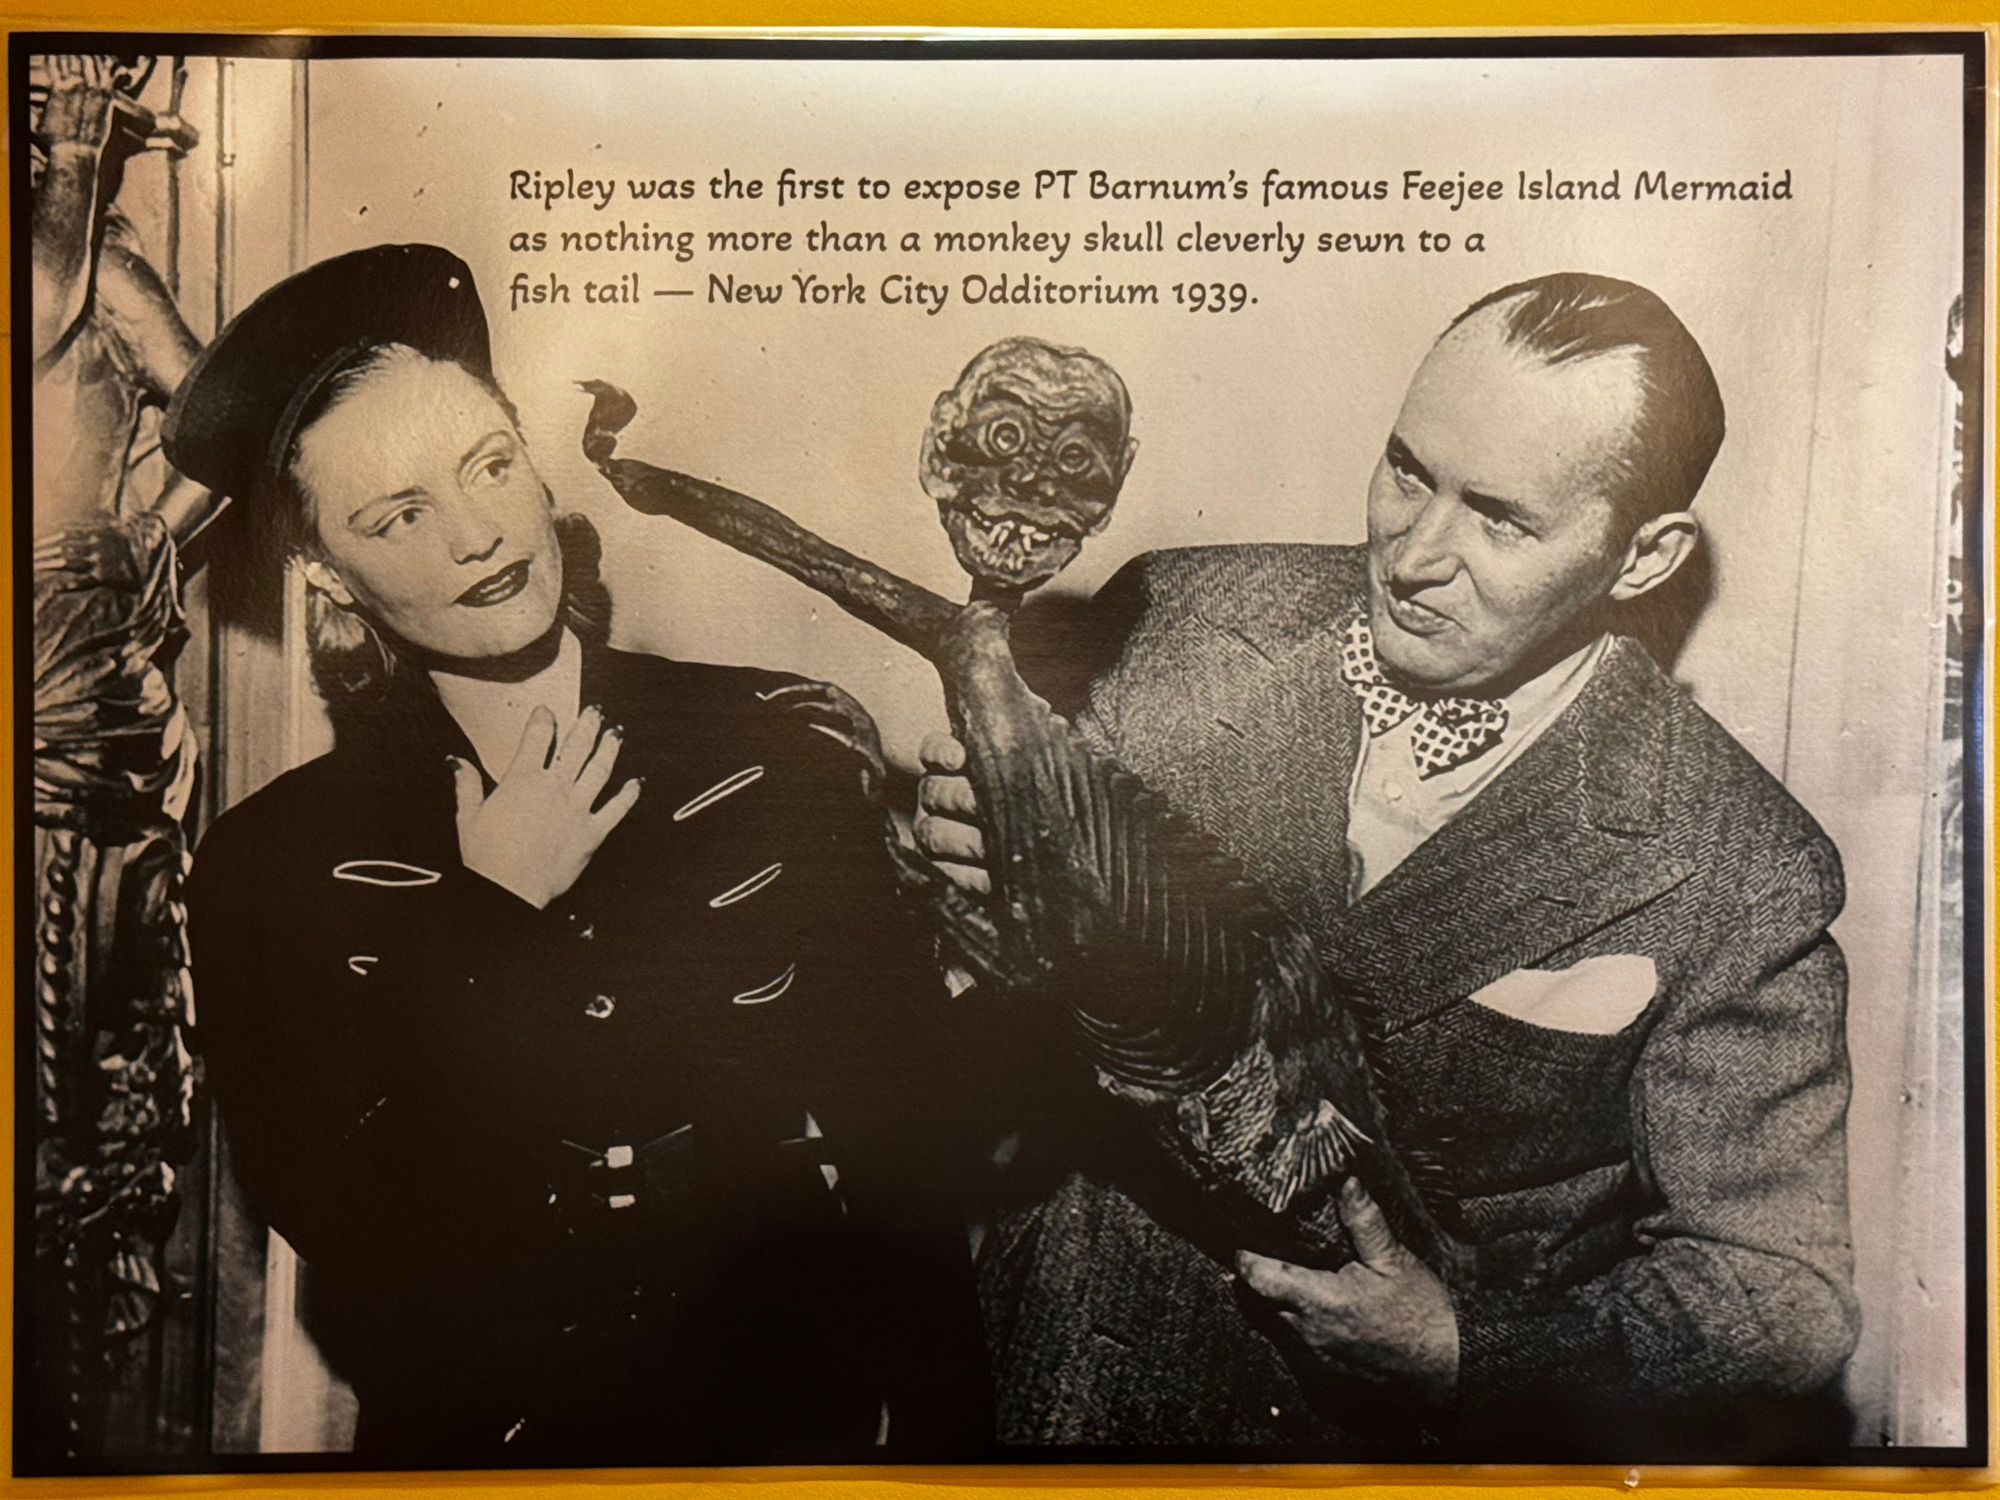 Ripley was the first to expose PT Barnum's famous Feejee Island Mermaid
as nothing more than a monkey skull cleverly sewn to a
fish tail — New York City Odditorium 1939.